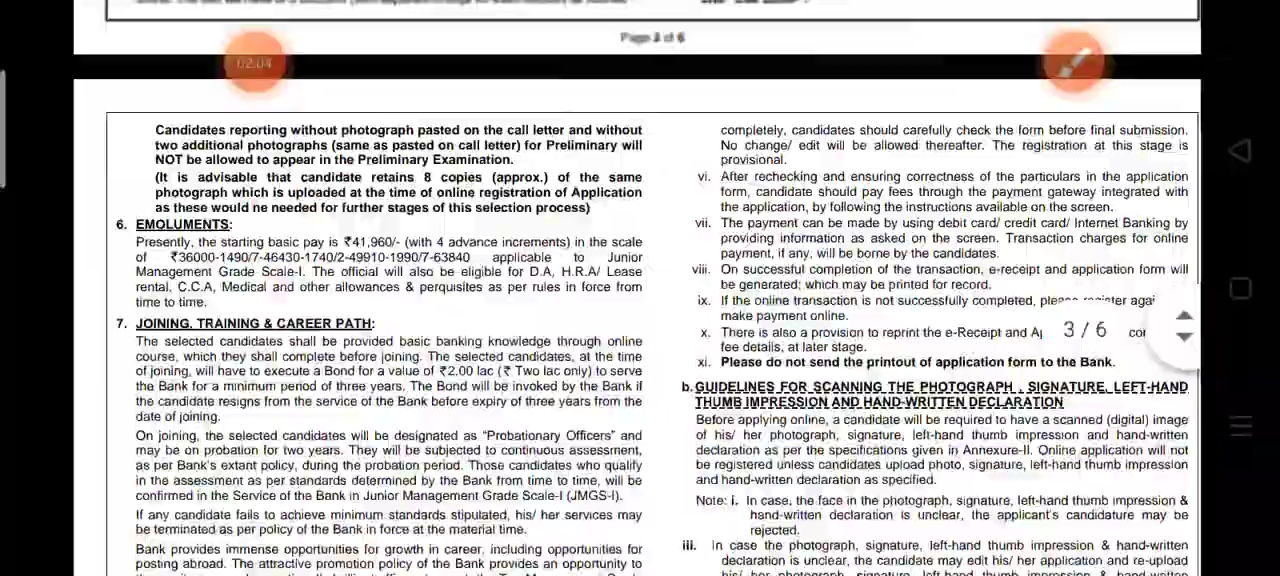 Page 2 of 6
02:04
Candidates reporting without photograph pasted on the call letter and without
two additional photographs (same as pasted on call letter) for Preliminary will
NOT be allowed to appear in the Preliminary Examination.
(It is advisable that candidate retains 8 copies (approx.) of the same
photograph which is uploaded at the time of online registration of Application
as these would ne needed for further stages of this selection process)
6. EMOLUMENTS:
Presently, the starting basic pay is ₹41,960/- (with 4 advance increments) in the scale
of ₹36000-1490/7-46430-1740/2-49910-1990/7-63840 applicable to Junior
Management Grade Scale-I. The official will also be eligible for D.A, H.R.A/ Lease
rental, C.C.A, Medical and other allowances & perquisites as per rules in force from
time to time.
7. JOINING, TRAINING & CAREER PATH:
The selected candidates shall be provided basic banking knowledge through online
course, which they shall complete before joining. The selected candidates, at the time
of joining, will have to execute a Bond for a value of ₹2.00 lac (₹ Two lac only) to serve
the Bank for a minimum period of three years. The Bond will be invoked by the Bank if
the candidate resigns from the service of the Bank before expiry of three years from the
date of joining.
On joining, the selected candidates will be designated as “Probationary Officers” and
may be on probation for two years. They will be subjected to continuous assessment,
as per Bank's extant policy, during the probation period. Those candidates who qualify
in the assessment as per standards determined by the Bank from time to time, will be
confirmed in the Service of the Bank in Junior Management Grade Scale-I (JMGS-I).
If any candidate fails to achieve minimum standards stipulated, his/ her services may
be terminated as per policy of the Bank in force at the material time.
Bank provides immense opportunities for growth in career, including opportunities for
posting abroad. The attractive promotion policy of the Bank provides an opportunity to
completely, candidates should carefully check the form before final submission.
No change/ edit will be allowed thereafter. The registration at this stage is
provisional.
vi. After rechecking and ensuring correctness of the particulars in the application
form, candidate should pay fees through the payment gateway integrated with
the application, by following the instructions available on the screen.
vii. The payment can be made by using debit card/ credit card/ Internet Banking by
providing information as asked on the screen. Transaction charges for online
payment, if any, will be borne by the candidates.
viii. On successful completion of the transaction, e-receipt and application form will
be generated; which may be printed for record.
ix. If the online transaction is not successfully completed, please register agai
make payment online.
x. There is also a provision to reprint the e-Receipt and Ap
fee details, at later stage.
xi. Please do not send the printout of application form to the Bank.
3 / 6
b. GUIDELINES FOR SCANNING THE PHOTOGRAPH , SIGNATURE, LEFT-HAND
THUMB IMPRESSION AND HAND-WRITTEN DECLARATION
Before applying online, a candidate will be required to have a scanned (digital) image
of his/ her photograph, signature, left-hand thumb impression and hand-written
declaration as per the specifications given in Annexure-II. Online application will not
be registered unless candidates upload photo, signature, left-hand thumb impression
and hand-written declaration as specified.
Note: i. In case, the face in the photograph, signature, left-hand thumb impression &
hand-written declaration is unclear, the applicant's candidature may be
rejected.
iii. In case the photograph, signature, left-hand thumb impression & hand-written
declaration is unclear, the candidate may edit his/ her application and re-upload